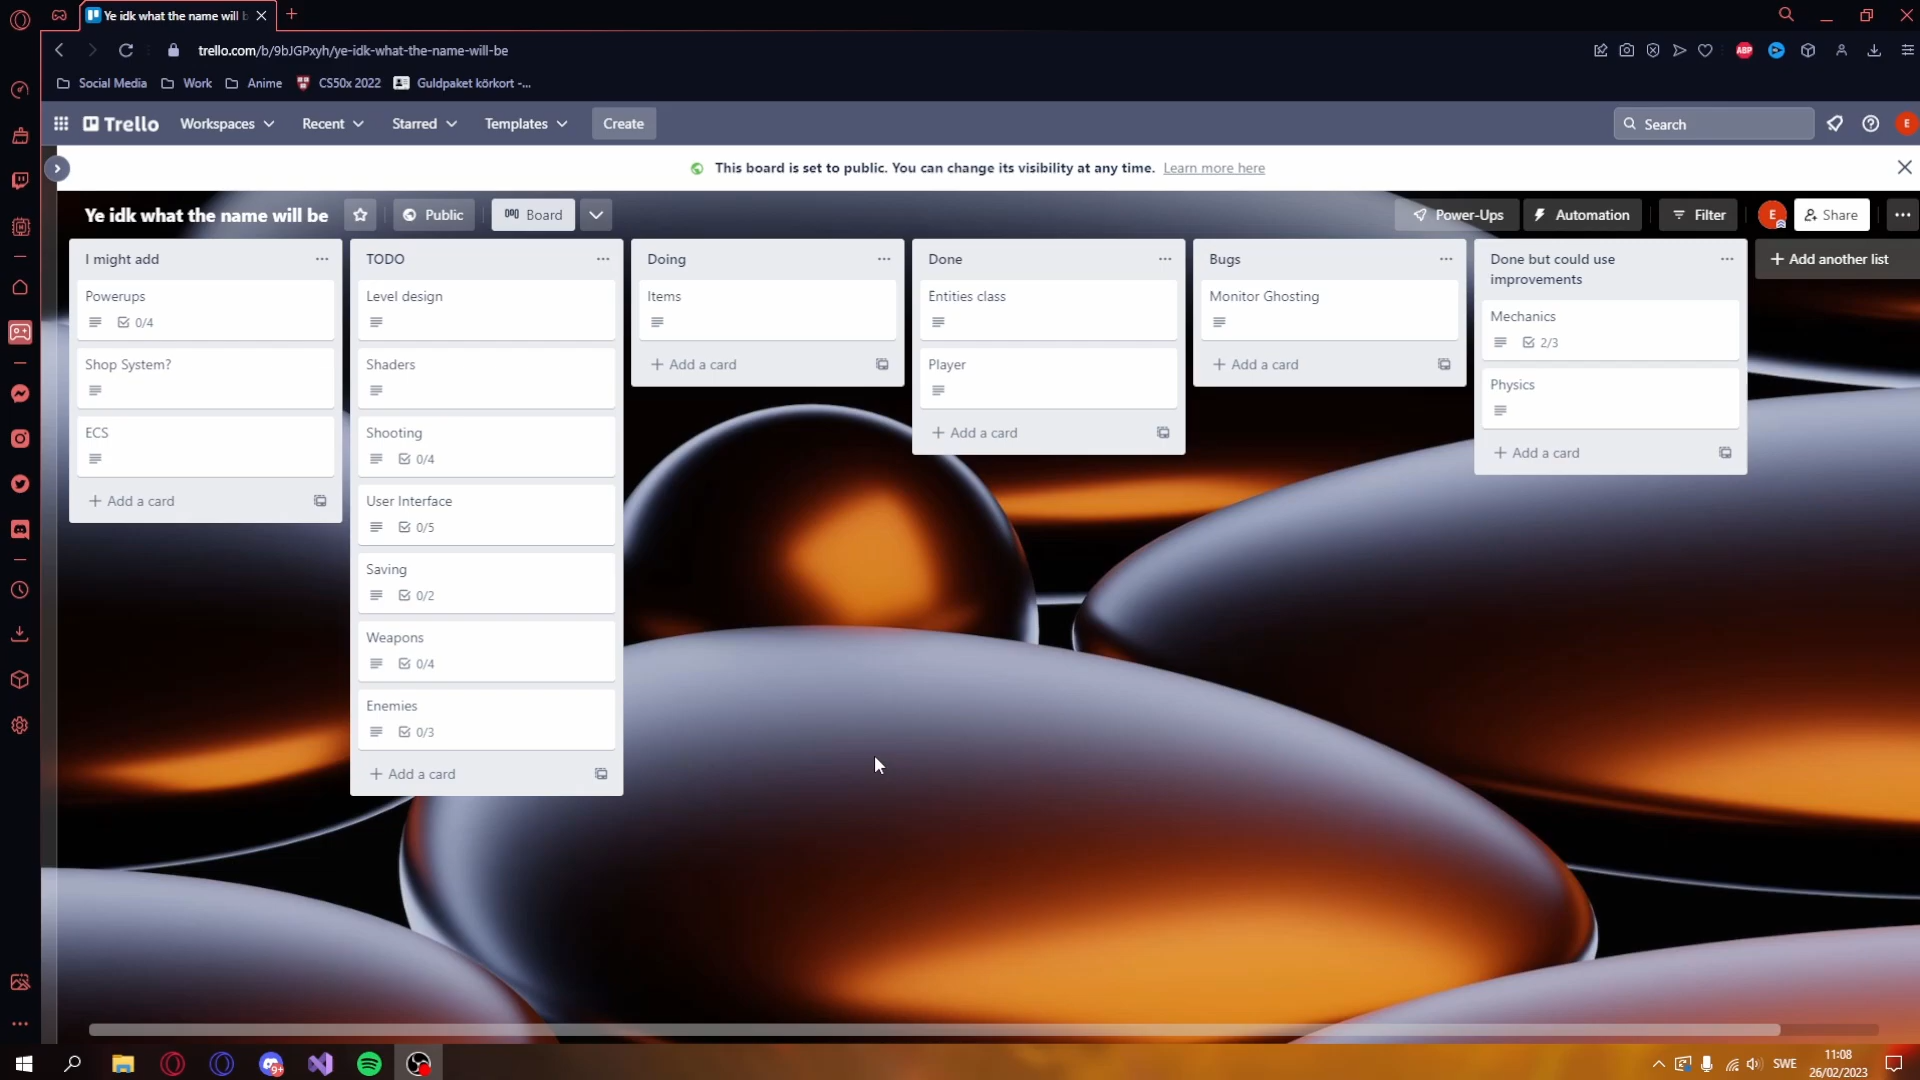 Ye idk what the name will b
trello.com/b/9bJGPxyh/ye-idk-what-the-name-will-be
ABP
Social Media
Work
Anime
CS50x 2022
Guldpaket körkort -...
Trello
Workspaces
Recent
Starred
Templates
Create
Search
E
This board is set to public. You can change its visibility at any time. Learn more here
Ye idk what the name will be
Public
Board
Power-Ups
Automation
Filter
E
Share
I might add
Powerups
0/4
Shop System?
ECS
+ Add a card
TODO
Level design
Shaders
Shooting
0/4
User Interface
0/5
Saving
0/2
Weapons
0/4
Enemies
0/3
+ Add a card
Doing
Items
+ Add a card
Done
Entities class
Player
+ Add a card
Bugs
Monitor Ghosting
+ Add a card
Done but could use
improvements
Mechanics
2/3
Physics
+ Add a card
+ Add another list
9+
SWE
11:08
26/02/2023